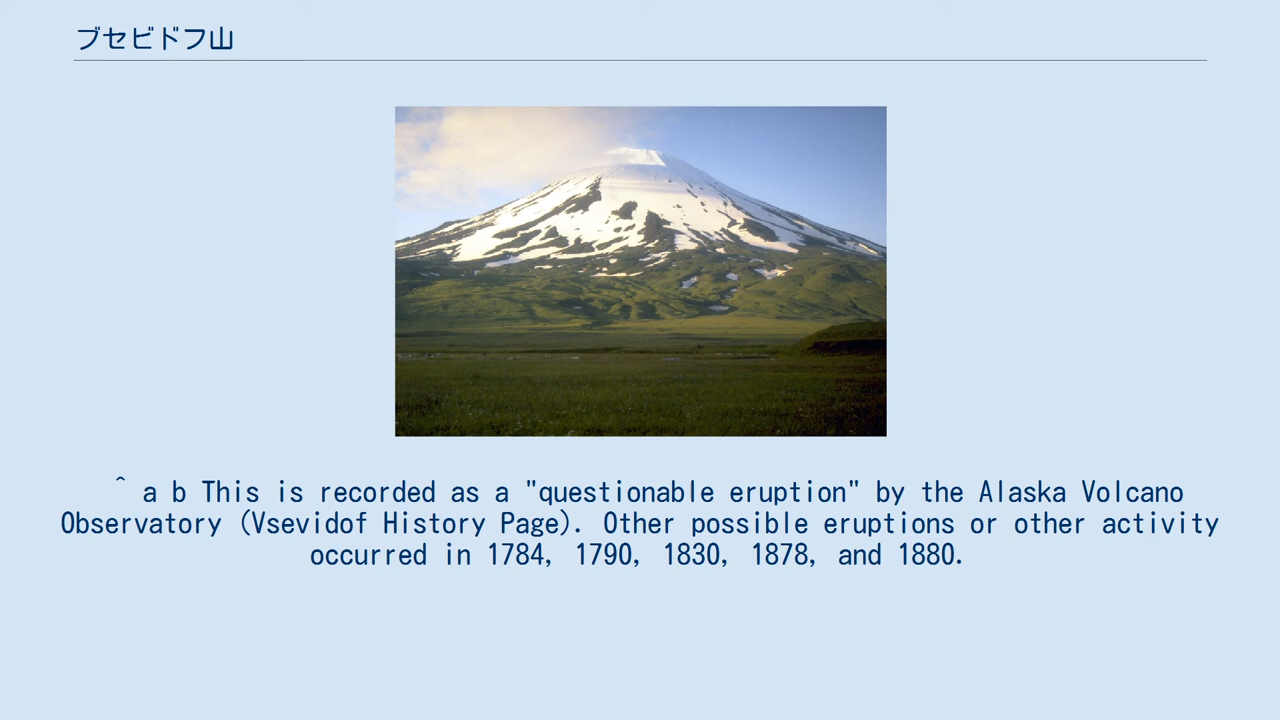 ブセビドフ山
^ a b This is recorded as a "questionable eruption" by the Alaska Volcano
Observatory (Vsevidof History Page). Other possible eruptions or other activity
occurred in 1784, 1790, 1830, 1878, and 1880.